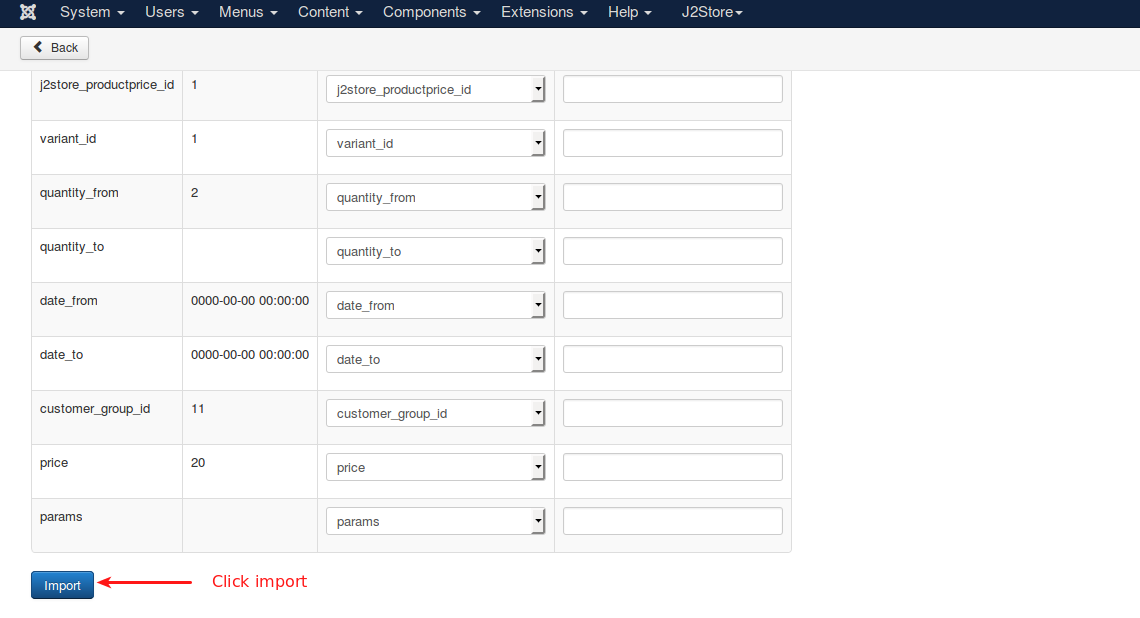 System Users Menus Content Components Extensions Help J2Store
Back
j2store_productprice_id 1 j2store_productprice_id
variant_id 1 variant_id
quantity_from 2 quantity_from
quantity_to quantity_to
date_from 0000-00-00 00:00:00 date_from
date_to 0000-00-00 00:00:00 date_to
customer_group_id 11 customer_group_id
price 20 price
params params
Import Click import